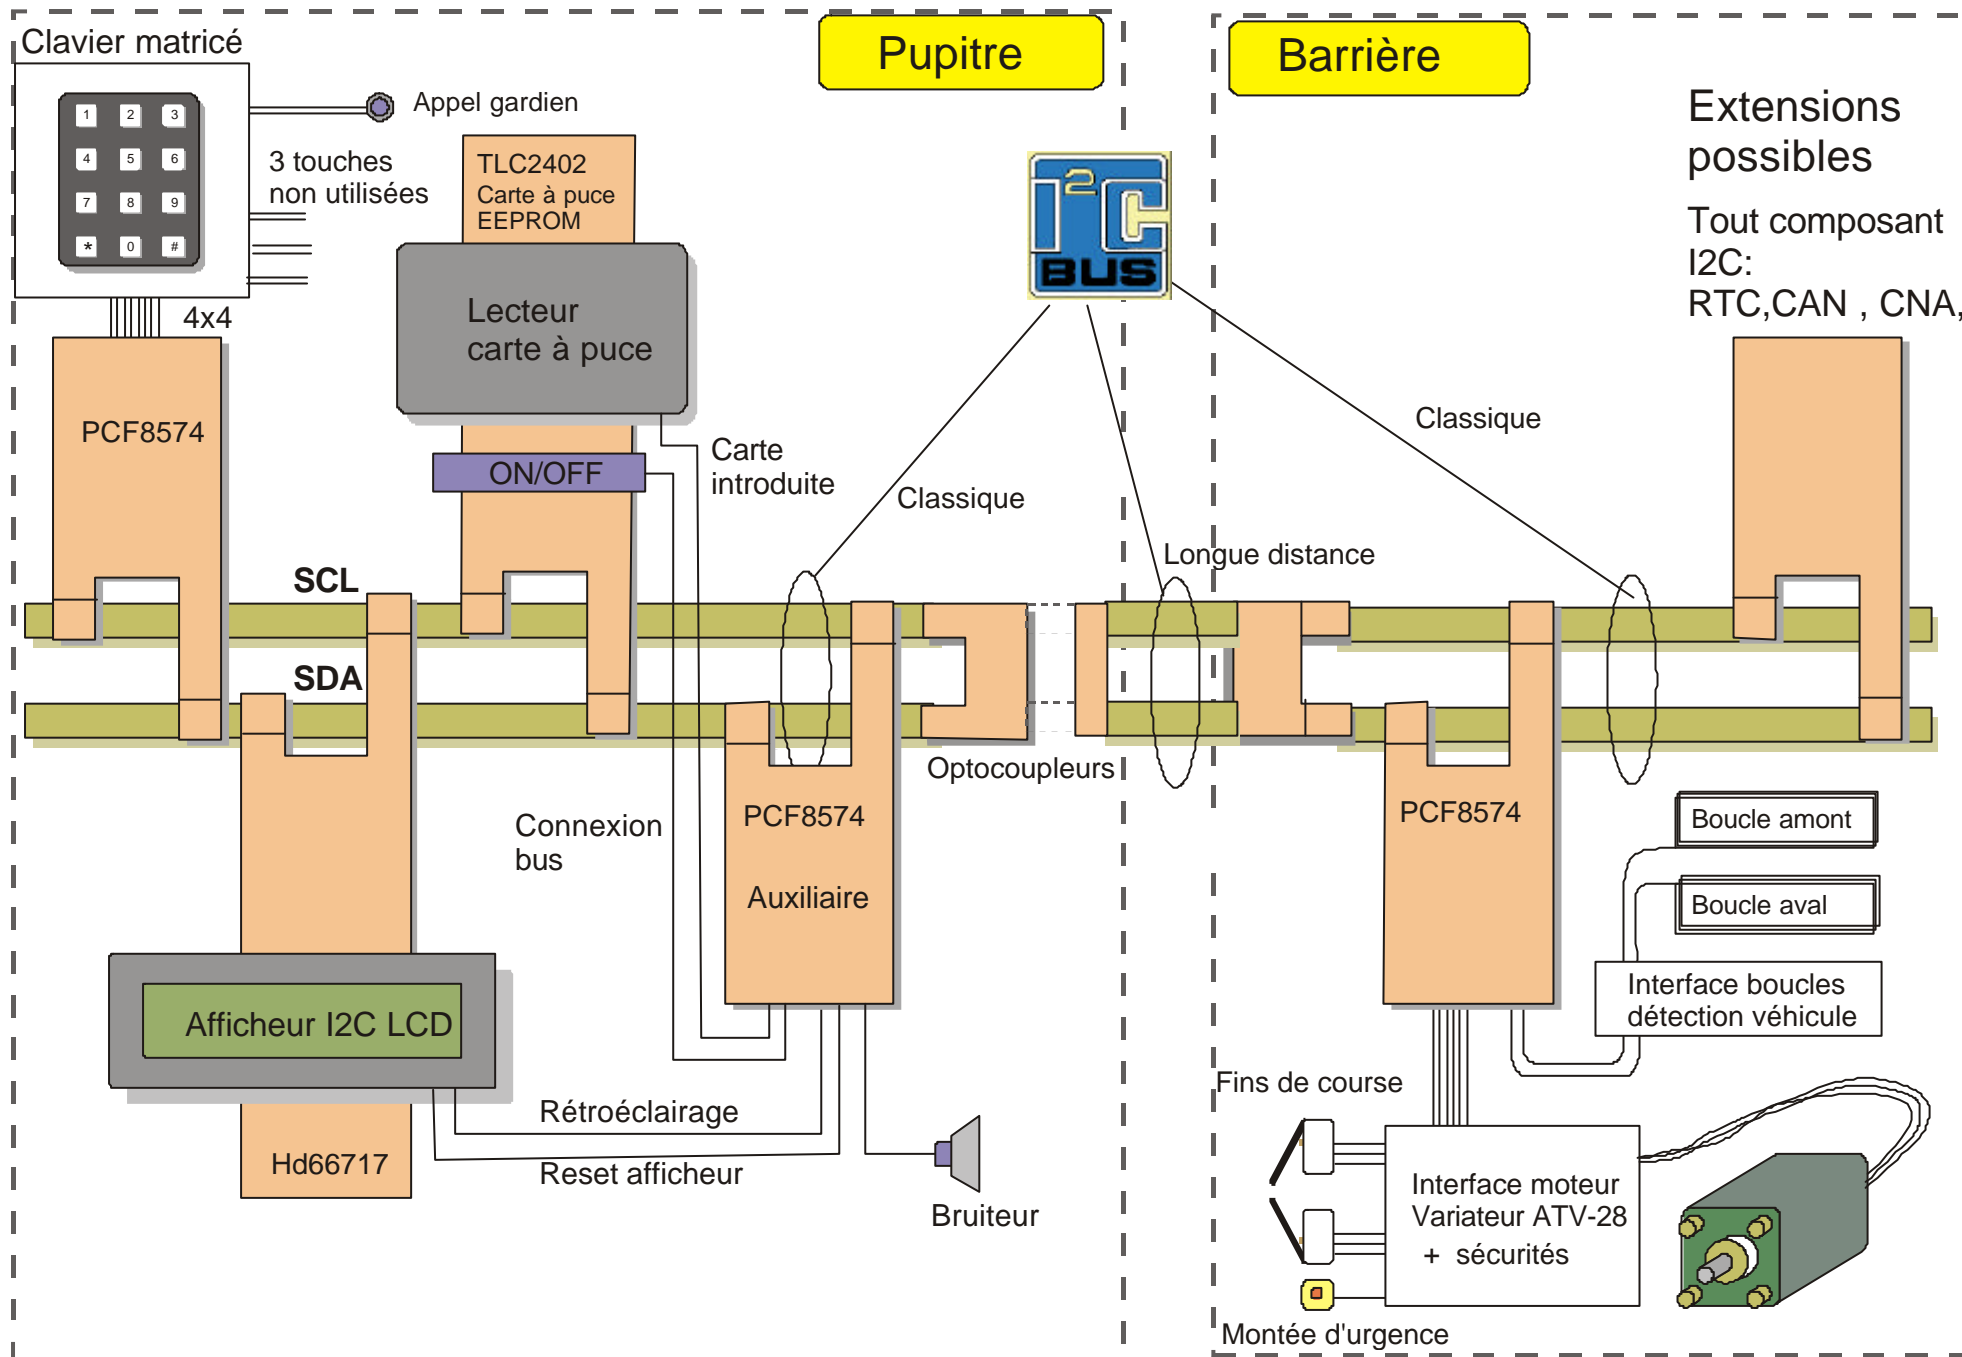 Clavier matricé
Pupitre
Barrière
1 2 3
4 5 6
7 8 9
* 0 #
Appel gardien
3 touches
non utilisées
4x4
TLC2402
Carte à puce
EEPROM
Lecteur
carte à puce
ON/OFF
Carte
introduite
I²C
BUS
Extensions
possibles
Tout composant
I2C:
RTC,CAN , CNA,
PCF8574
Classique
Longue distance
Classique
SCL
SDA
Optocoupleurs
Connexion
bus
PCF8574
Auxiliaire
PCF8574
Boucle amont
Boucle aval
Interface boucles
détection véhicule
Afficheur I2C LCD
Hd66717
Rétroéclairage
Reset afficheur
Bruiteur
Fins de course
Interface moteur
Variateur ATV-28
+ sécurités
Montée d'urgence